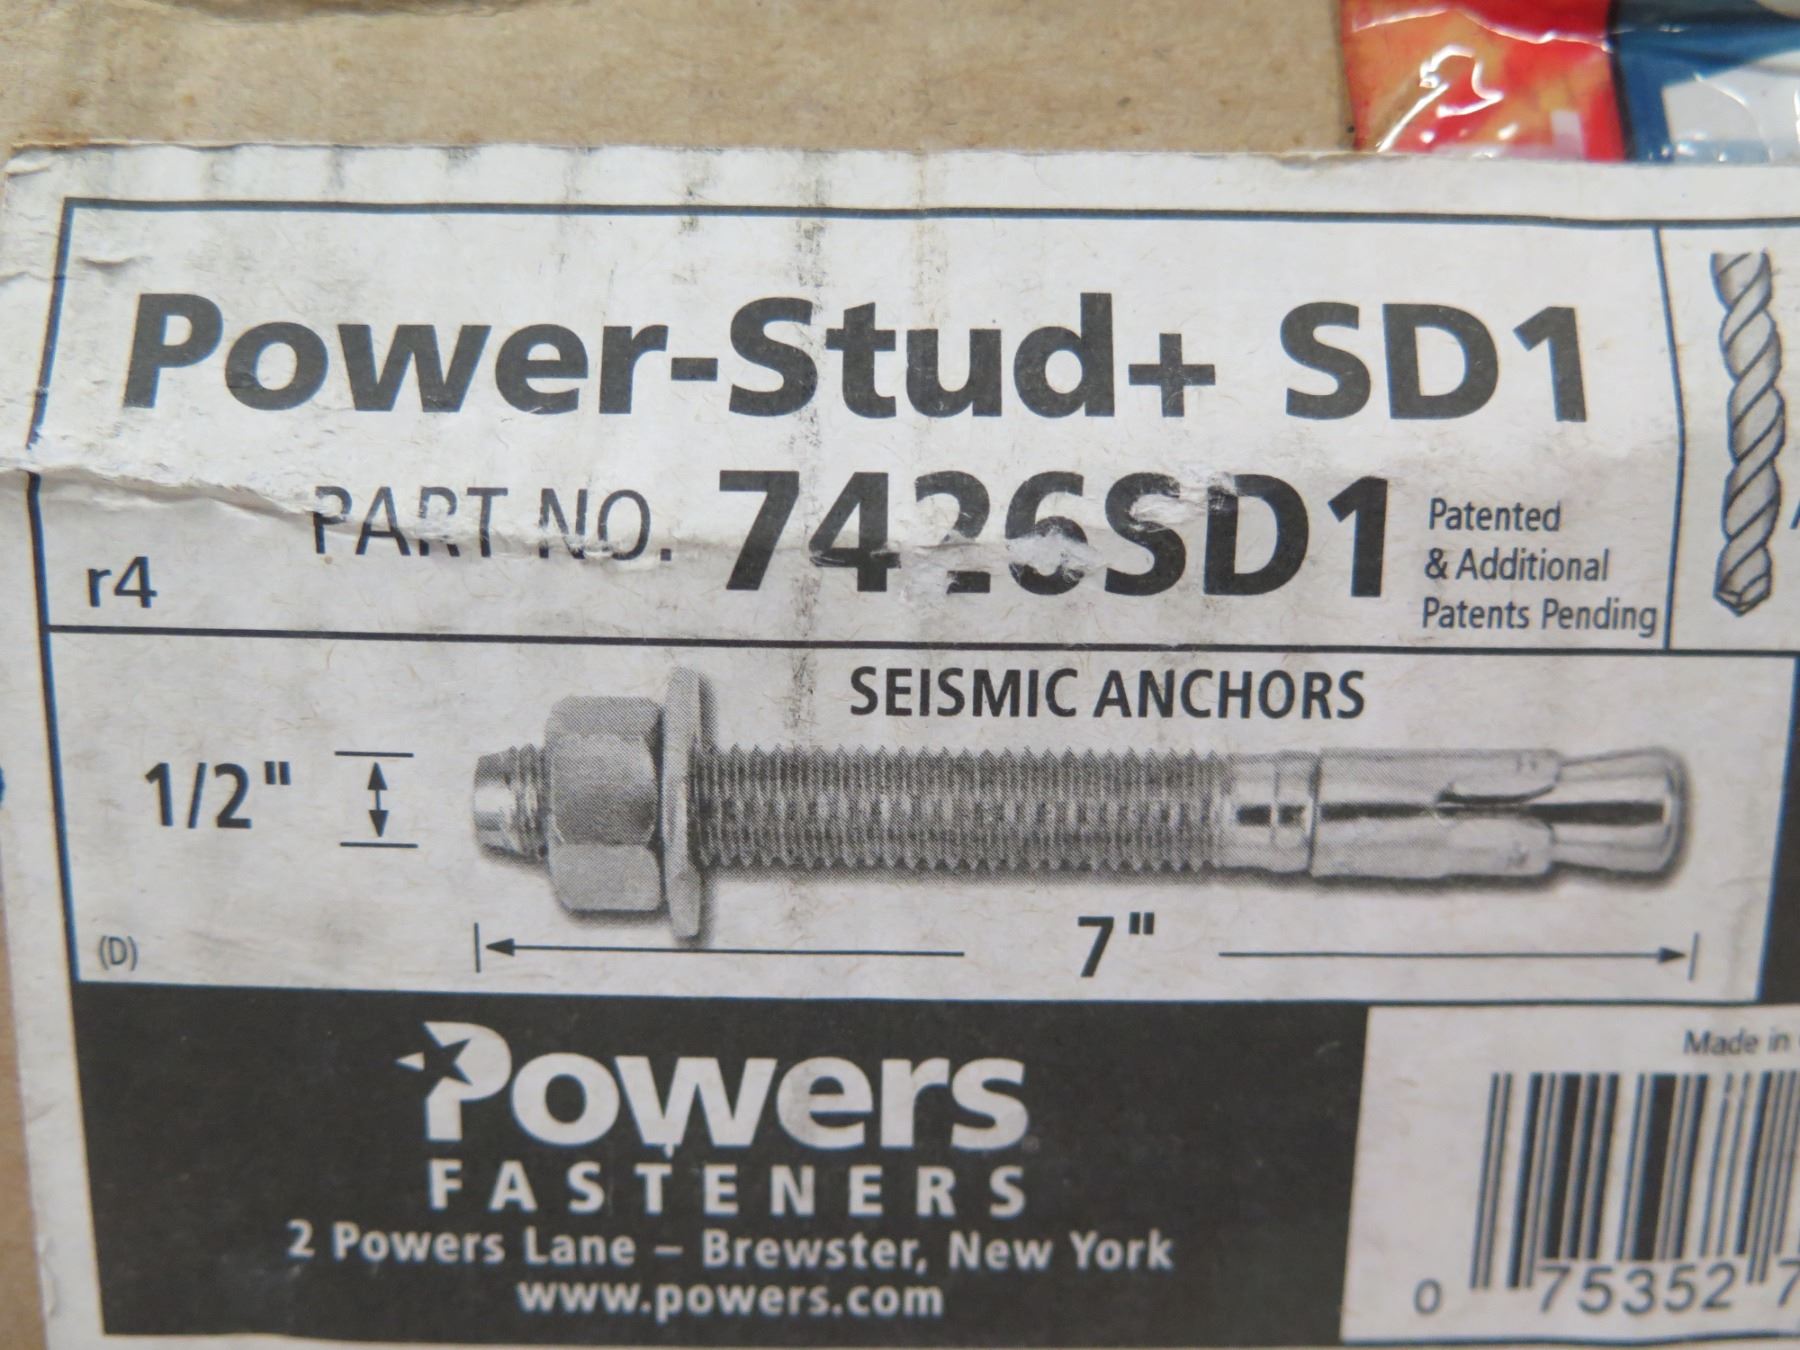 Power-Stud+ SD1
PART NO. 7426SD1
Patented
& Additional
Patents Pending
r4
SEISMIC ANCHORS
1/2"
7"
(D)
Powers
FASTENERS
2 Powers Lane – Brewster, New York
www.powers.com
Made in
0 75352 7